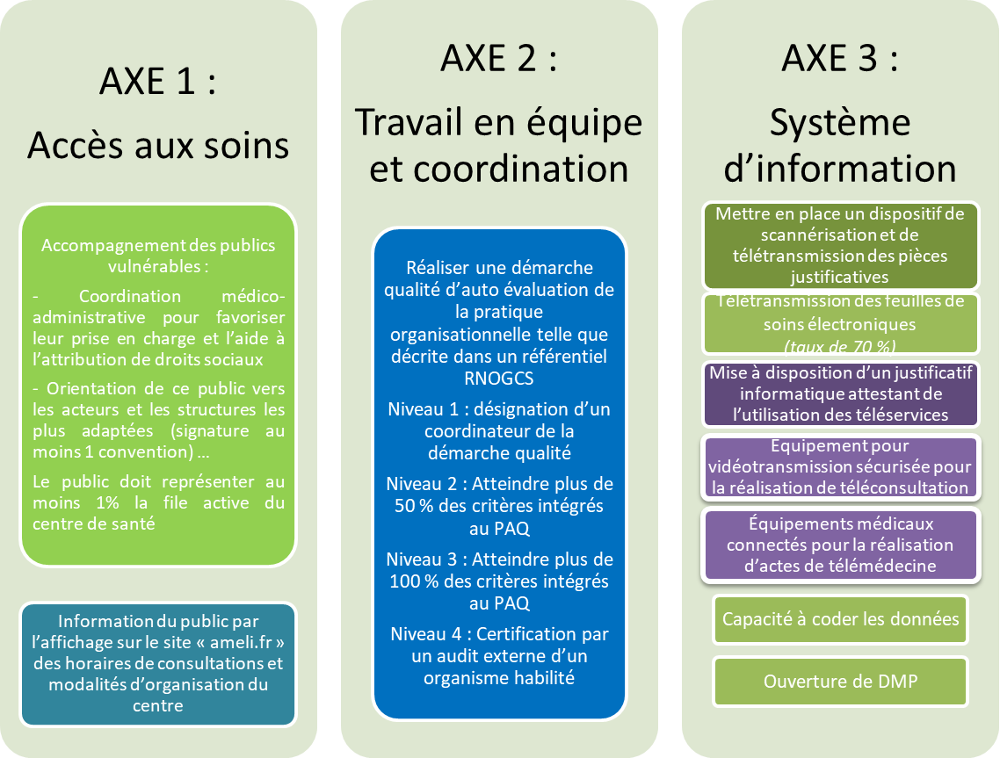 AXE 1 :
Accès aux soins
Accompagnement des publics
vulnérables :
- Coordination médico-
administrative pour favoriser
leur prise en charge et l’aide à
l’attribution de droits sociaux
- Orientation de ce public vers
les acteurs et les structures les
plus adaptées (signature au
moins 1 convention) …
Le public doit représenter au
moins 1% la file active du
centre de santé
Information du public par
l’affichage sur le site « ameli.fr »
des horaires de consultations et
modalités d’organisation du
centre
AXE 2 :
Travail en équipe
et coordination
Réaliser une démarche
qualité d’auto évaluation de
la pratique
organisationnelle telle que
décrite dans un référentiel
RNOGCS
Niveau 1 : désignation d’un
coordinateur de la
démarche qualité
Niveau 2 : Atteindre plus de
50 % des critères intégrés
au PAQ
Niveau 3 : Atteindre plus de
100 % des critères intégrés
au PAQ
Niveau 4 : Certification par
un audit externe d’un
organisme habilité
AXE 3 :
Système
d’information
Mettre en place un dispositif de
scannérisation et de
télétransmission des pièces
justificatives
Télétransmission des feuilles de
soins électroniques
(taux de 70 %)
Mise à disposition d’un justificatif
informatique attestant de
l’utilisation des téléservices
Equipement pour
vidéotransmission sécurisée pour
la réalisation de téléconsultation
Équipements médicaux
connectés pour la réalisation
d’actes de télémédecine
Capacité à coder les données
Ouverture de DMP